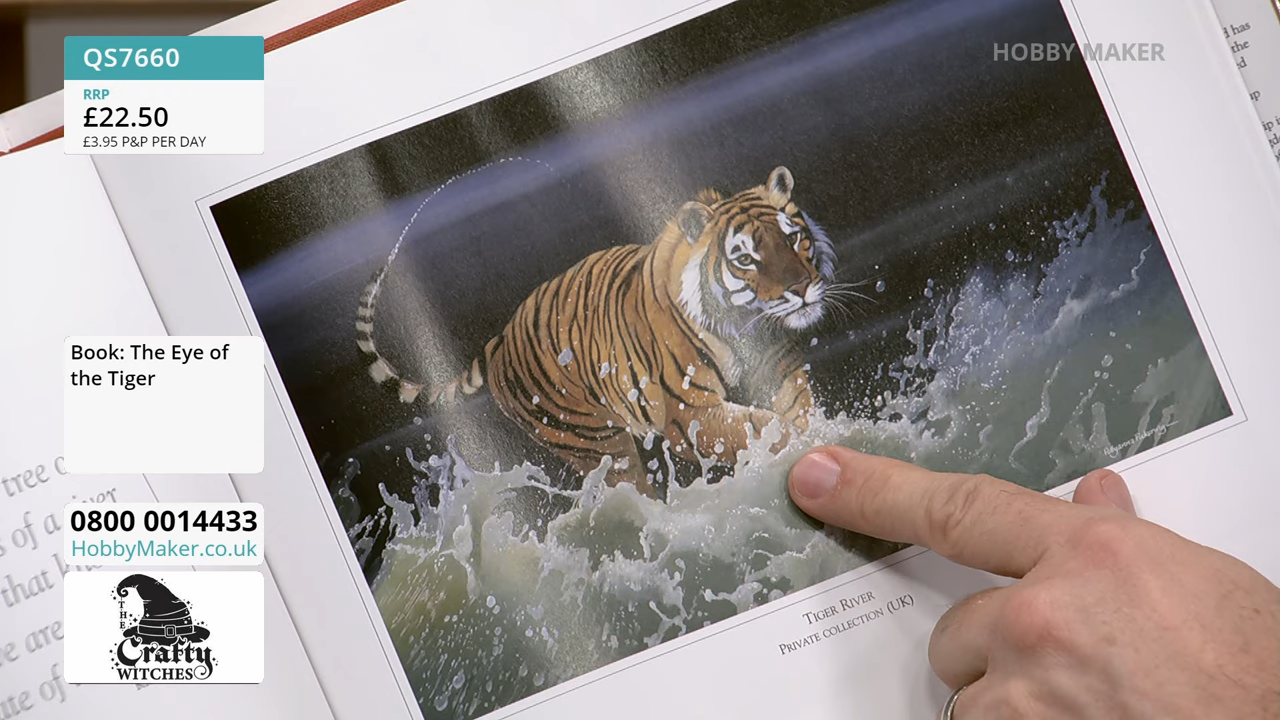 QS7660
RRP
£22.50
£3.95 P&P PER DAY
HOBBY MAKER
Book: The Eye of
the Tiger
0800 0014433
HobbyMaker.co.uk
THE
Crafty
WITCHES
TIGER RIVER
PRIVATE COLLECTION (UK)
tree
of a river
that
are
of
has
the